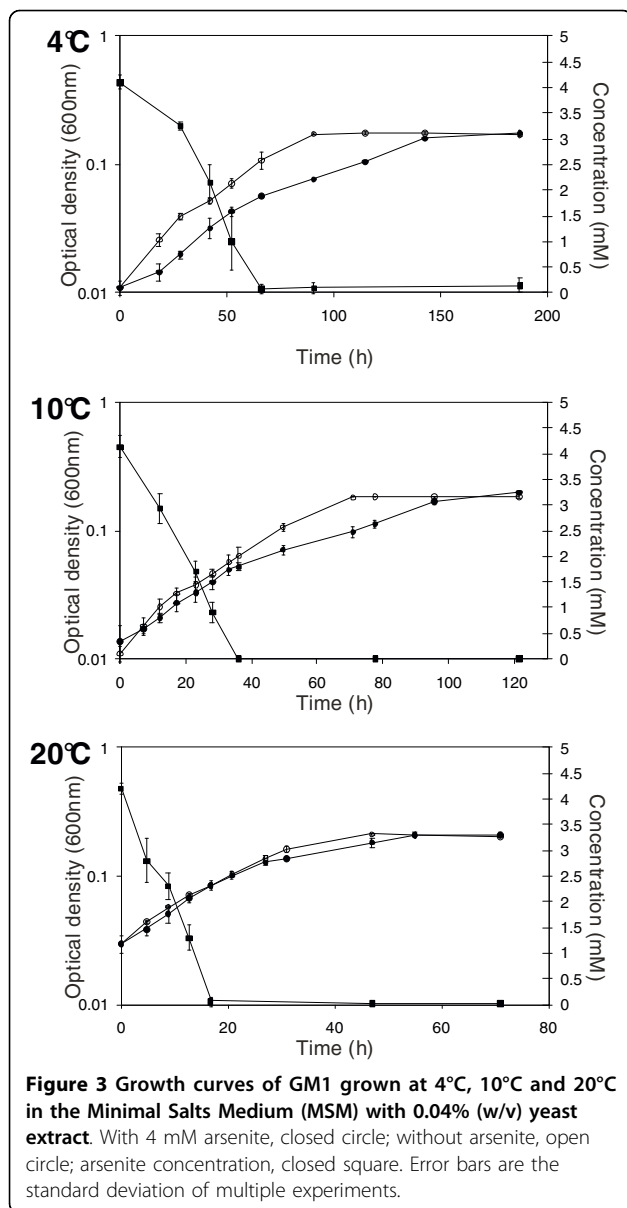 4°C
Optical density (600nm)
1
0.1
0.01
5
4.5
4
3.5
3
2.5
2
1.5
1
0.5
0
Concentration (mM)
0 50 100 150 200
Time (h)
10°C
Optical density (600nm)
1
0.1
0.01
5
4.5
4
3.5
3
2.5
2
1.5
1
0.5
0
Concentration (mM)
0 20 40 60 80 100 120
Time (h)
20°C
Optical density (600nm)
1
0.1
0.01
5
4.5
4
3.5
3
2.5
2
1.5
1
0.5
0
Concentration (mM)
0 20 40 60 80
Time (h)
Figure 3 Growth curves of GM1 grown at 4°C, 10°C and 20°C
in the Minimal Salts Medium (MSM) with 0.04% (w/v) yeast
extract. With 4 mM arsenite, closed circle; without arsenite, open
circle; arsenite concentration, closed square. Error bars are the
standard deviation of multiple experiments.